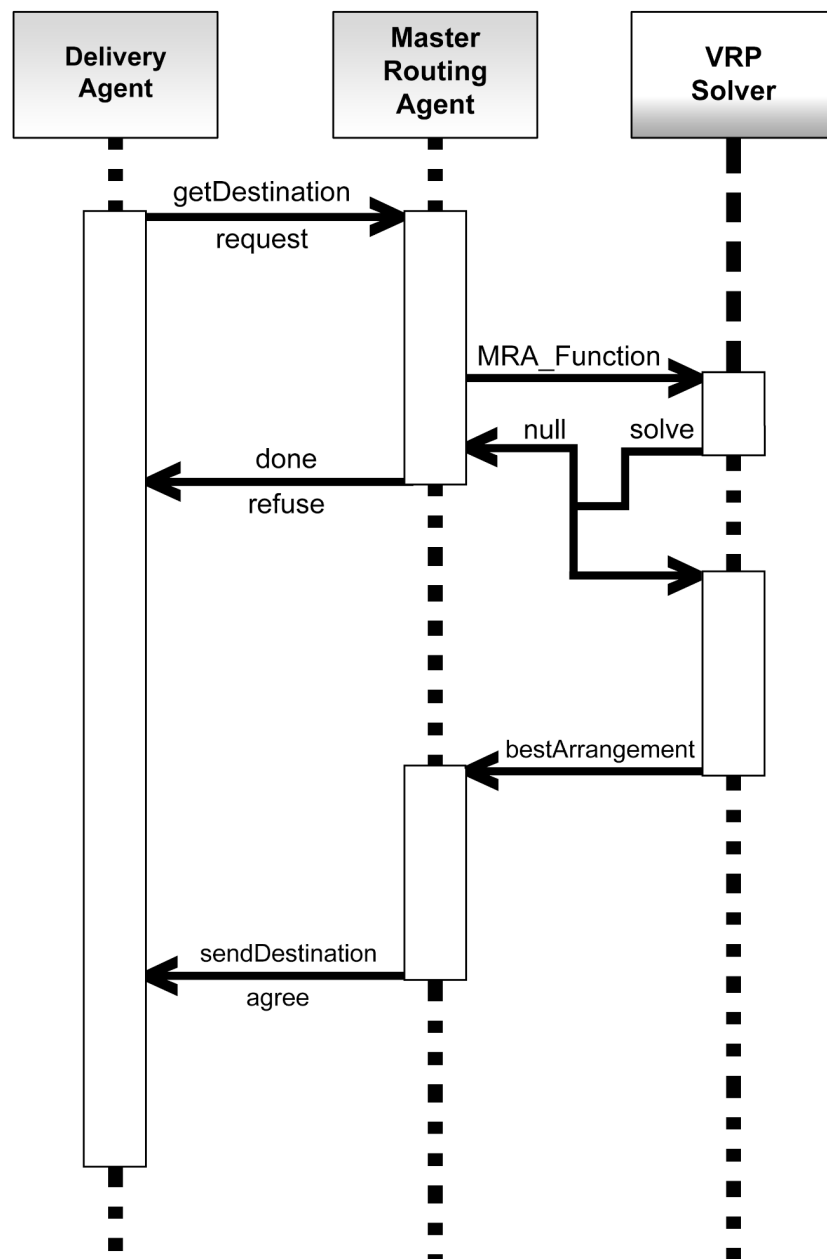 Delivery
Agent
Master
Routing
Agent
VRP
Solver
getDestination
request
MRA_Function
null
solve
done
refuse
bestArrangement
sendDestination
agree